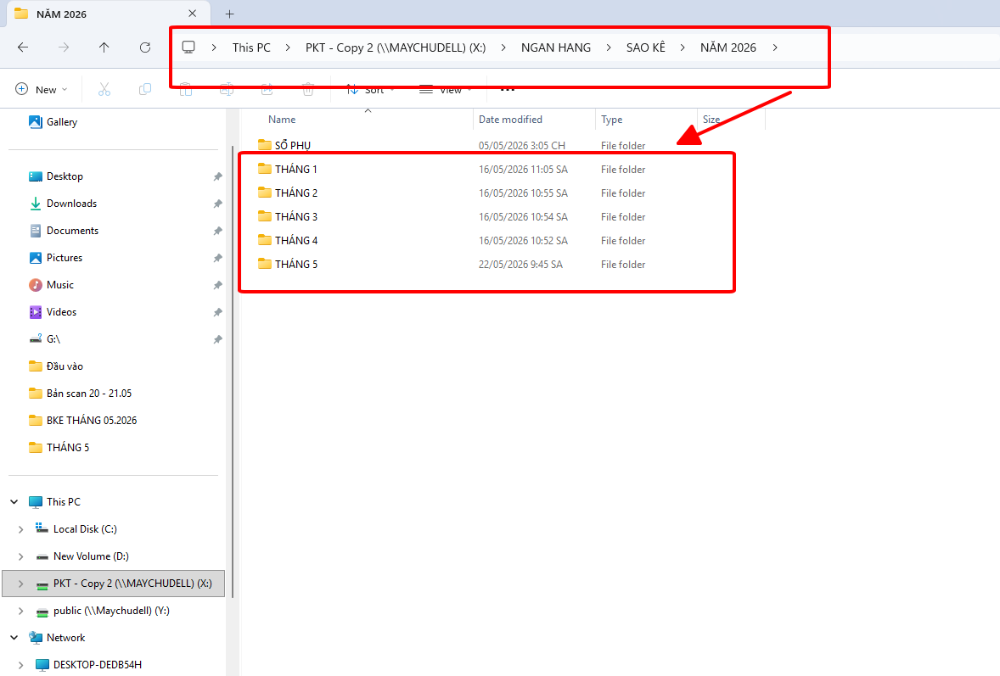 NĂM 2026
This PC > PKT - Copy 2 (\\MAYCHUDELL) (X:) > NGAN HANG > SAO KÊ > NĂM 2026 >
New Sort View
Gallery
Desktop
Downloads
Documents
Pictures
Music
Videos
G:\
Đầu vào
Bản scan 20 - 21.05
BKE THÁNG 05.2026
THÁNG 5
This PC
Local Disk (C:)
New Volume (D:)
PKT - Copy 2 (\\MAYCHUDELL) (X:)
public (\\Maychudell) (Y:)
Network
DESKTOP-DEDB54H
Name Date modified Type Size
SỔ PHỤ 05/05/2026 3:05 CH File folder
THÁNG 1 16/05/2026 11:05 SA File folder
THÁNG 2 16/05/2026 10:55 SA File folder
THÁNG 3 16/05/2026 10:54 SA File folder
THÁNG 4 16/05/2026 10:52 SA File folder
THÁNG 5 22/05/2026 9:45 SA File folder